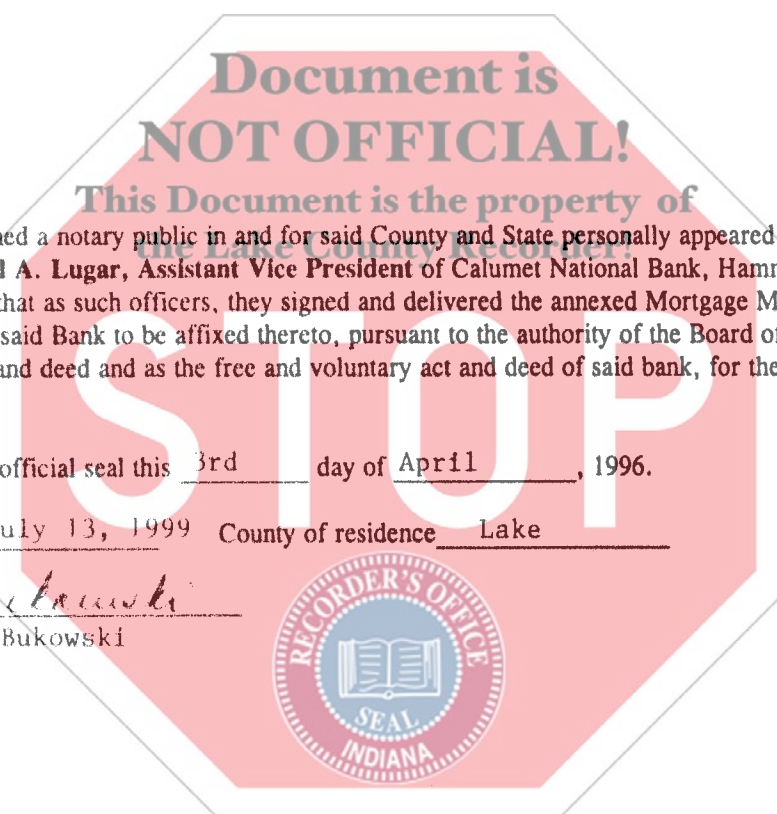 Document is
NOT OFFICIAL!
This Document is the property of
the Lake County Recorder!
ned a notary public in and for said County and State personally appeared
l A. Lugar, Assistant Vice President of Calumet National Bank, Hamm
that as such officers, they signed and delivered the annexed Mortgage M
said Bank to be affixed thereto, pursuant to the authority of the Board of
and deed and as the free and voluntary act and deed of said bank, for the
STOP
official seal this 3rd day of April, 1996.
uly 13, 1999 County of residence Lake
Bukowski
RECORDER'S OFFICE
SEAL
INDIANA